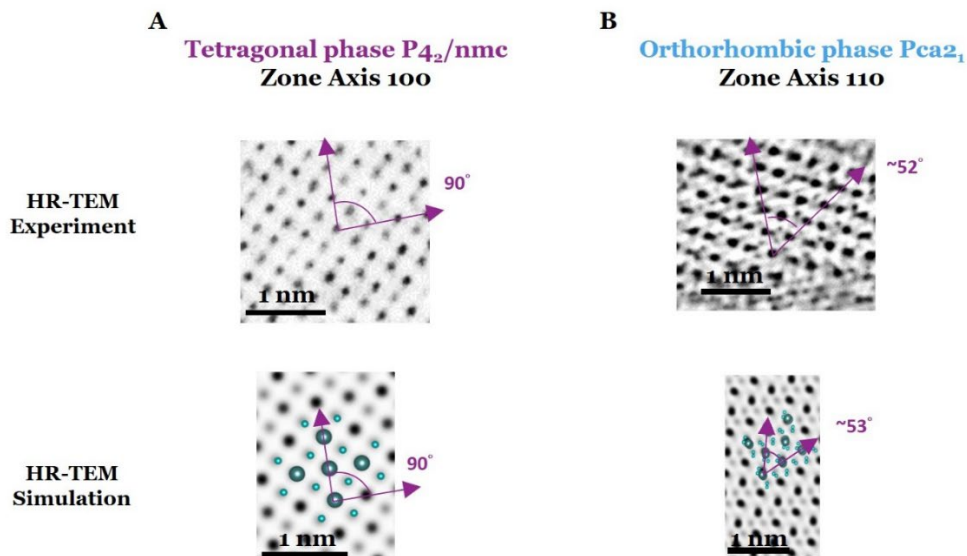 A
Tetragonal phase P4₂/nmc
Zone Axis 100
B
Orthorhombic phase Pca2₁
Zone Axis 110
HR-TEM
Experiment
90°
1 nm
~52°
1 nm
HR-TEM
Simulation
90°
1 nm
~53°
1 nm